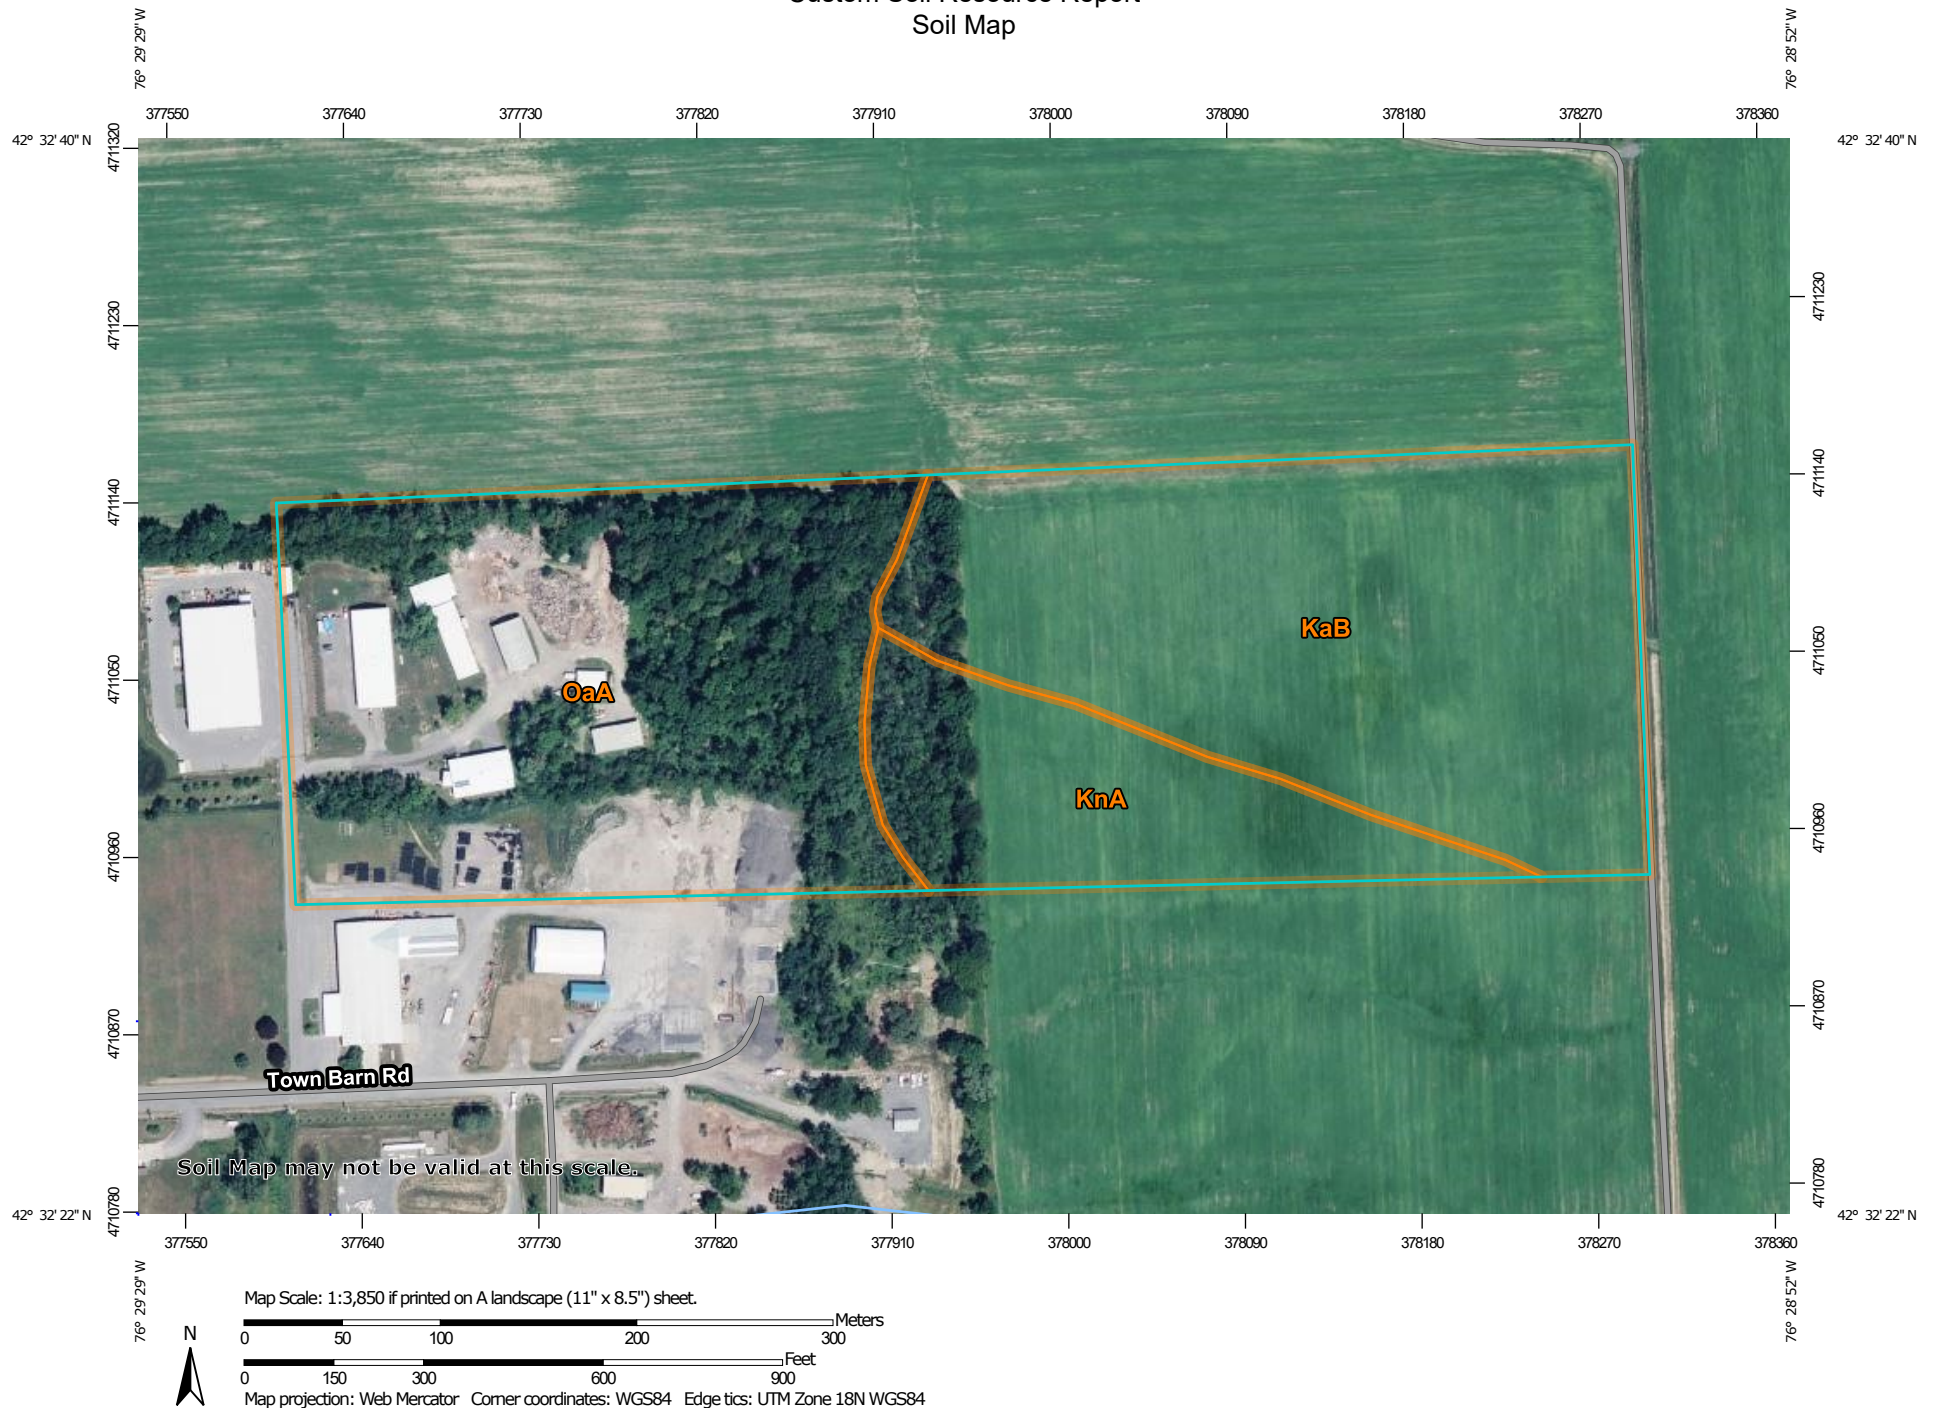 Custom Soil Resource Report
Soil Map
76° 29' 29" W
76° 28' 52" W
377550 377640 377730 377820 377910 378000 378090 378180 378270 378360
42° 32' 40" N
42° 32' 40" N
4711320
4711230
4711140
4711050
4710960
4710870
4710780
4711230
4711140
4711050
4710960
4710870
4710780
KaB
OaA
KnA
Town Barn Rd
Soil Map may not be valid at this scale.
42° 32' 22" N
42° 32' 22" N
377550 377640 377730 377820 377910 378000 378090 378180 378270 378360
76° 29' 29" W
76° 28' 52" W
Map Scale: 1:3,850 if printed on A landscape (11" x 8.5") sheet.
Meters
0 50 100 200 300
Feet
0 150 300 600 900
N
Map projection: Web Mercator Corner coordinates: WGS84 Edge tics: UTM Zone 18N WGS84